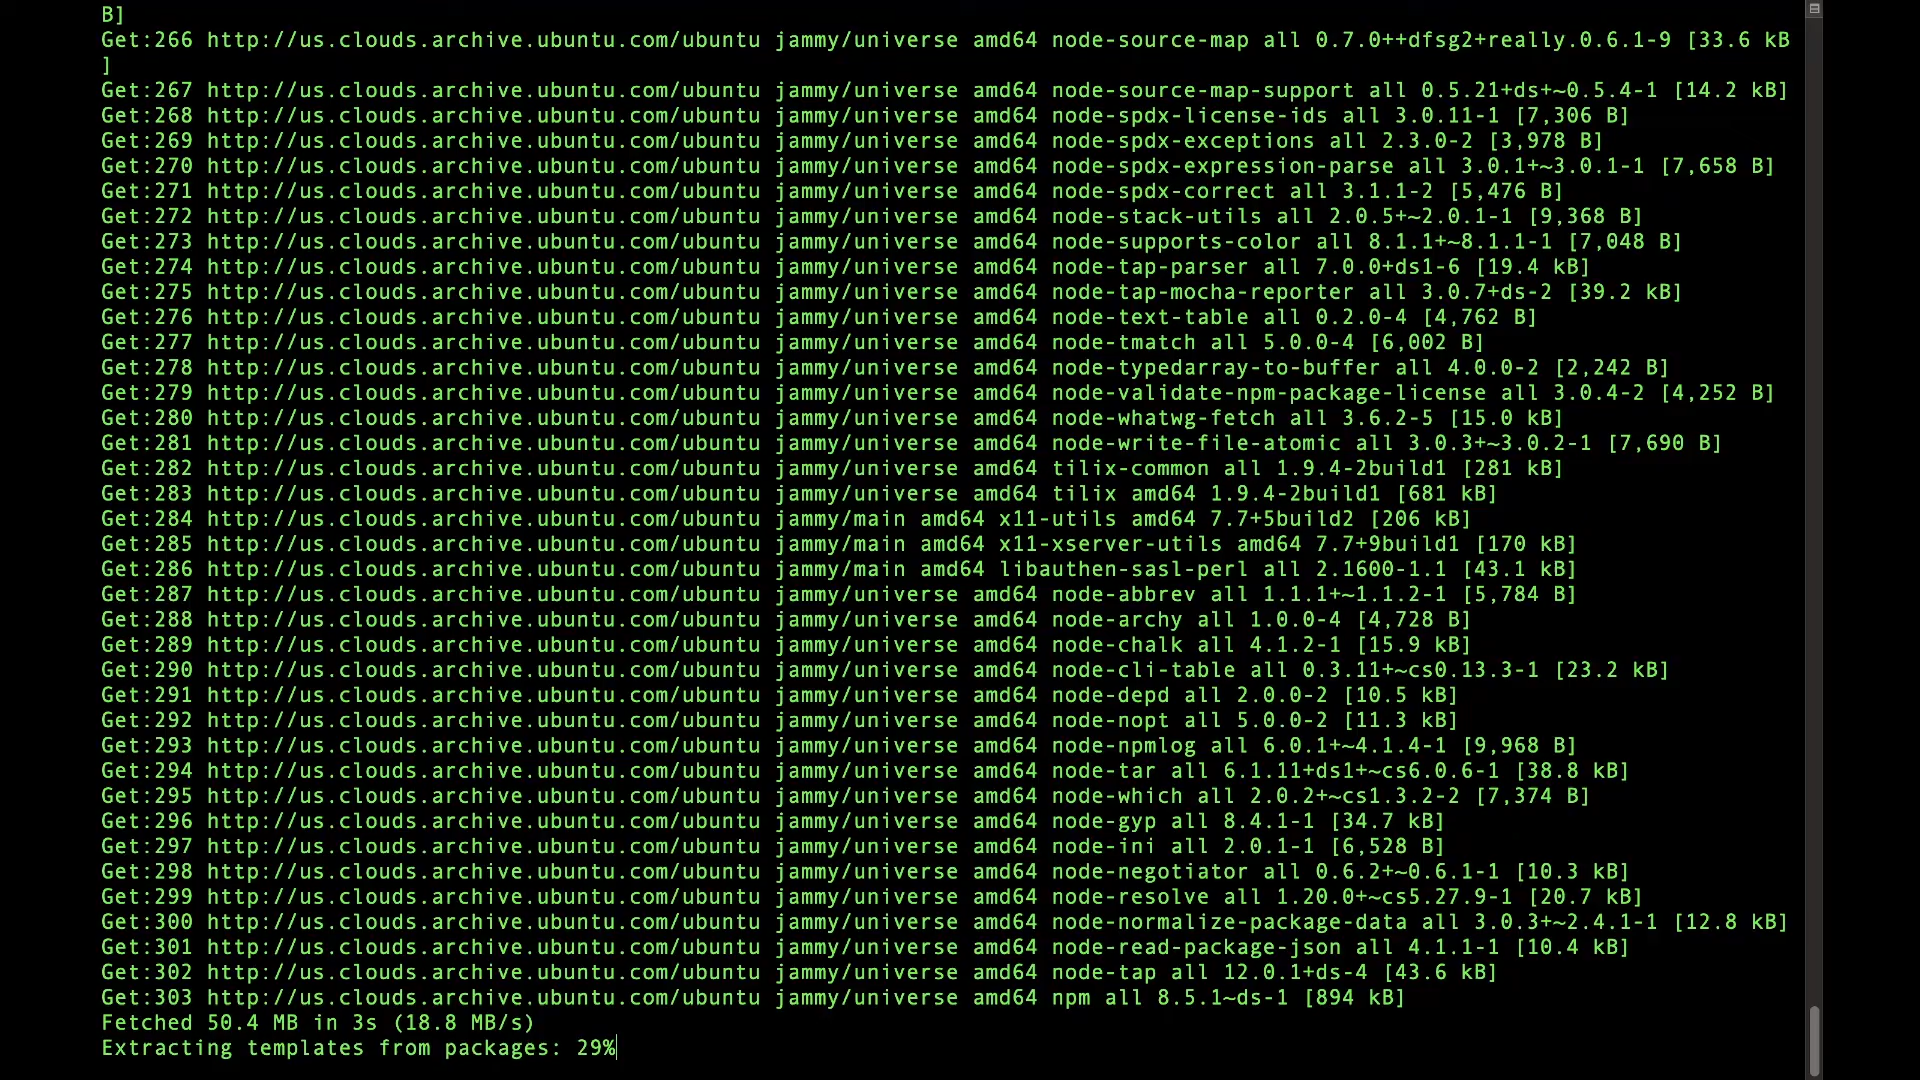 B]
Get:266 http://us.clouds.archive.ubuntu.com/ubuntu jammy/universe amd64 node-source-map all 0.7.0++dfsg2+really.0.6.1-9 [33.6 kB
]
Get:267 http://us.clouds.archive.ubuntu.com/ubuntu jammy/universe amd64 node-source-map-support all 0.5.21+ds+~0.5.4-1 [14.2 kB]
Get:268 http://us.clouds.archive.ubuntu.com/ubuntu jammy/universe amd64 node-spdx-license-ids all 3.0.11-1 [7,306 B]
Get:269 http://us.clouds.archive.ubuntu.com/ubuntu jammy/universe amd64 node-spdx-exceptions all 2.3.0-2 [3,978 B]
Get:270 http://us.clouds.archive.ubuntu.com/ubuntu jammy/universe amd64 node-spdx-expression-parse all 3.0.1+~3.0.1-1 [7,658 B]
Get:271 http://us.clouds.archive.ubuntu.com/ubuntu jammy/universe amd64 node-spdx-correct all 3.1.1-2 [5,476 B]
Get:272 http://us.clouds.archive.ubuntu.com/ubuntu jammy/universe amd64 node-stack-utils all 2.0.5+~2.0.1-1 [9,368 B]
Get:273 http://us.clouds.archive.ubuntu.com/ubuntu jammy/universe amd64 node-supports-color all 8.1.1+~8.1.1-1 [7,048 B]
Get:274 http://us.clouds.archive.ubuntu.com/ubuntu jammy/universe amd64 node-tap-parser all 7.0.0+ds1-6 [19.4 kB]
Get:275 http://us.clouds.archive.ubuntu.com/ubuntu jammy/universe amd64 node-tap-mocha-reporter all 3.0.7+ds-2 [39.2 kB]
Get:276 http://us.clouds.archive.ubuntu.com/ubuntu jammy/universe amd64 node-text-table all 0.2.0-4 [4,762 B]
Get:277 http://us.clouds.archive.ubuntu.com/ubuntu jammy/universe amd64 node-tmatch all 5.0.0-4 [6,002 B]
Get:278 http://us.clouds.archive.ubuntu.com/ubuntu jammy/universe amd64 node-typedarray-to-buffer all 4.0.0-2 [2,242 B]
Get:279 http://us.clouds.archive.ubuntu.com/ubuntu jammy/universe amd64 node-validate-npm-package-license all 3.0.4-2 [4,252 B]
Get:280 http://us.clouds.archive.ubuntu.com/ubuntu jammy/universe amd64 node-whatwg-fetch all 3.6.2-5 [15.0 kB]
Get:281 http://us.clouds.archive.ubuntu.com/ubuntu jammy/universe amd64 node-write-file-atomic all 3.0.3+~3.0.2-1 [7,690 B]
Get:282 http://us.clouds.archive.ubuntu.com/ubuntu jammy/universe amd64 tilix-common all 1.9.4-2build1 [281 kB]
Get:283 http://us.clouds.archive.ubuntu.com/ubuntu jammy/universe amd64 tilix amd64 1.9.4-2build1 [681 kB]
Get:284 http://us.clouds.archive.ubuntu.com/ubuntu jammy/main amd64 x11-utils amd64 7.7+5build2 [206 kB]
Get:285 http://us.clouds.archive.ubuntu.com/ubuntu jammy/main amd64 x11-xserver-utils amd64 7.7+9build1 [170 kB]
Get:286 http://us.clouds.archive.ubuntu.com/ubuntu jammy/main amd64 libauthen-sasl-perl all 2.1600-1.1 [43.1 kB]
Get:287 http://us.clouds.archive.ubuntu.com/ubuntu jammy/universe amd64 node-abbrev all 1.1.1+~1.1.2-1 [5,784 B]
Get:288 http://us.clouds.archive.ubuntu.com/ubuntu jammy/universe amd64 node-archy all 1.0.0-4 [4,728 B]
Get:289 http://us.clouds.archive.ubuntu.com/ubuntu jammy/universe amd64 node-chalk all 4.1.2-1 [15.9 kB]
Get:290 http://us.clouds.archive.ubuntu.com/ubuntu jammy/universe amd64 node-cli-table all 0.3.11+~cs0.13.3-1 [23.2 kB]
Get:291 http://us.clouds.archive.ubuntu.com/ubuntu jammy/universe amd64 node-depd all 2.0.0-2 [10.5 kB]
Get:292 http://us.clouds.archive.ubuntu.com/ubuntu jammy/universe amd64 node-nopt all 5.0.0-2 [11.3 kB]
Get:293 http://us.clouds.archive.ubuntu.com/ubuntu jammy/universe amd64 node-npmlog all 6.0.1+~4.1.4-1 [9,968 B]
Get:294 http://us.clouds.archive.ubuntu.com/ubuntu jammy/universe amd64 node-tar all 6.1.11+ds1+~cs6.0.6-1 [38.8 kB]
Get:295 http://us.clouds.archive.ubuntu.com/ubuntu jammy/universe amd64 node-which all 2.0.2+~cs1.3.2-2 [7,374 B]
Get:296 http://us.clouds.archive.ubuntu.com/ubuntu jammy/universe amd64 node-gyp all 8.4.1-1 [34.7 kB]
Get:297 http://us.clouds.archive.ubuntu.com/ubuntu jammy/universe amd64 node-ini all 2.0.1-1 [6,528 B]
Get:298 http://us.clouds.archive.ubuntu.com/ubuntu jammy/universe amd64 node-negotiator all 0.6.2+~0.6.1-1 [10.3 kB]
Get:299 http://us.clouds.archive.ubuntu.com/ubuntu jammy/universe amd64 node-resolve all 1.20.0+~cs5.27.9-1 [20.7 kB]
Get:300 http://us.clouds.archive.ubuntu.com/ubuntu jammy/universe amd64 node-normalize-package-data all 3.0.3+~2.4.1-1 [12.8 kB]
Get:301 http://us.clouds.archive.ubuntu.com/ubuntu jammy/universe amd64 node-read-package-json all 4.1.1-1 [10.4 kB]
Get:302 http://us.clouds.archive.ubuntu.com/ubuntu jammy/universe amd64 node-tap all 12.0.1+ds-4 [43.6 kB]
Get:303 http://us.clouds.archive.ubuntu.com/ubuntu jammy/universe amd64 npm all 8.5.1~ds-1 [894 kB]
Fetched 50.4 MB in 3s (18.8 MB/s)
Extracting templates from packages: 29%